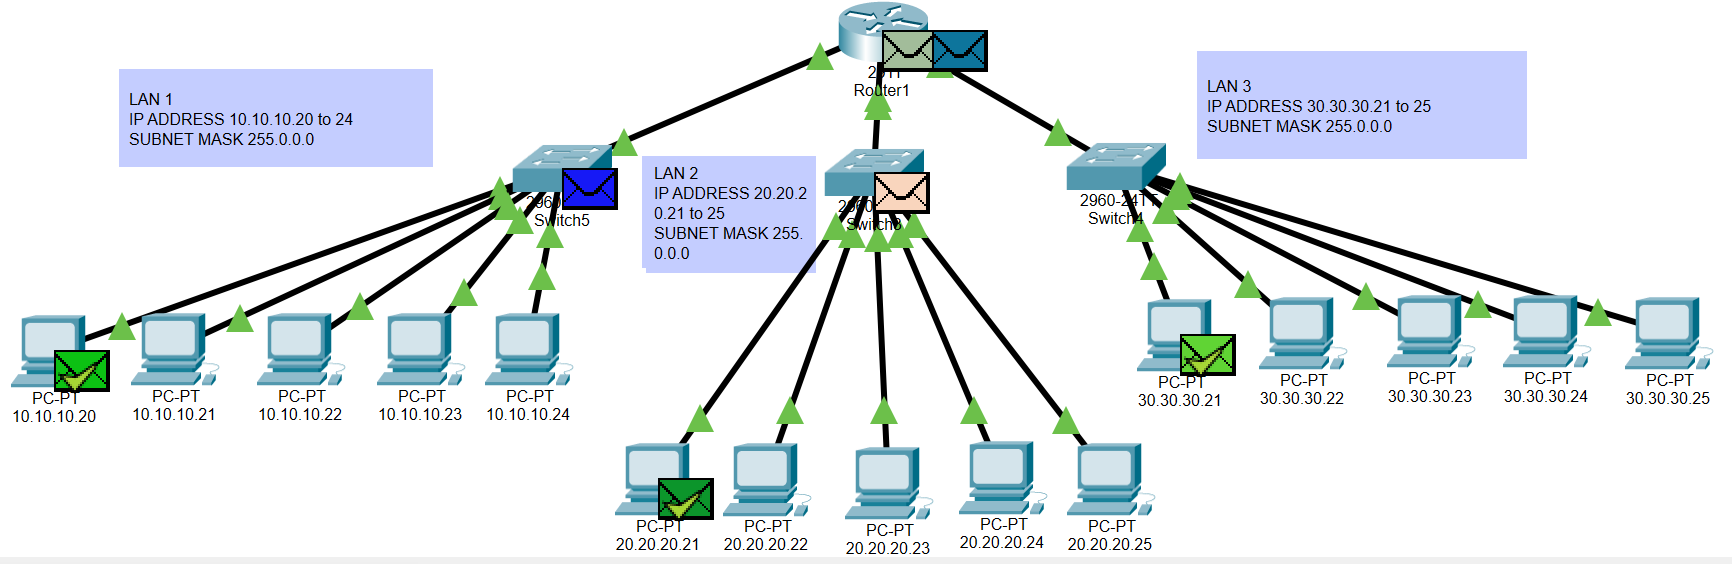 Router1
LAN 1
IP ADDRESS 10.10.10.20 to 24
SUBNET MASK 255.0.0.0
LAN 2
IP ADDRESS 20.20.2
0.21 to 25
SUBNET MASK 255.
0.0.0
LAN 3
IP ADDRESS 30.30.30.21 to 25
SUBNET MASK 255.0.0.0
Switch5
2960-24TT
Switch4
PC-PT
10.10.10.20
PC-PT
10.10.10.21
PC-PT
10.10.10.22
PC-PT
10.10.10.23
PC-PT
10.10.10.24
PC-PT
20.20.20.21
PC-PT
20.20.20.22
PC-PT
20.20.20.23
PC-PT
20.20.20.24
PC-PT
20.20.20.25
PC-PT
30.30.30.21
PC-PT
30.30.30.22
PC-PT
30.30.30.23
PC-PT
30.30.30.24
PC-PT
30.30.30.25